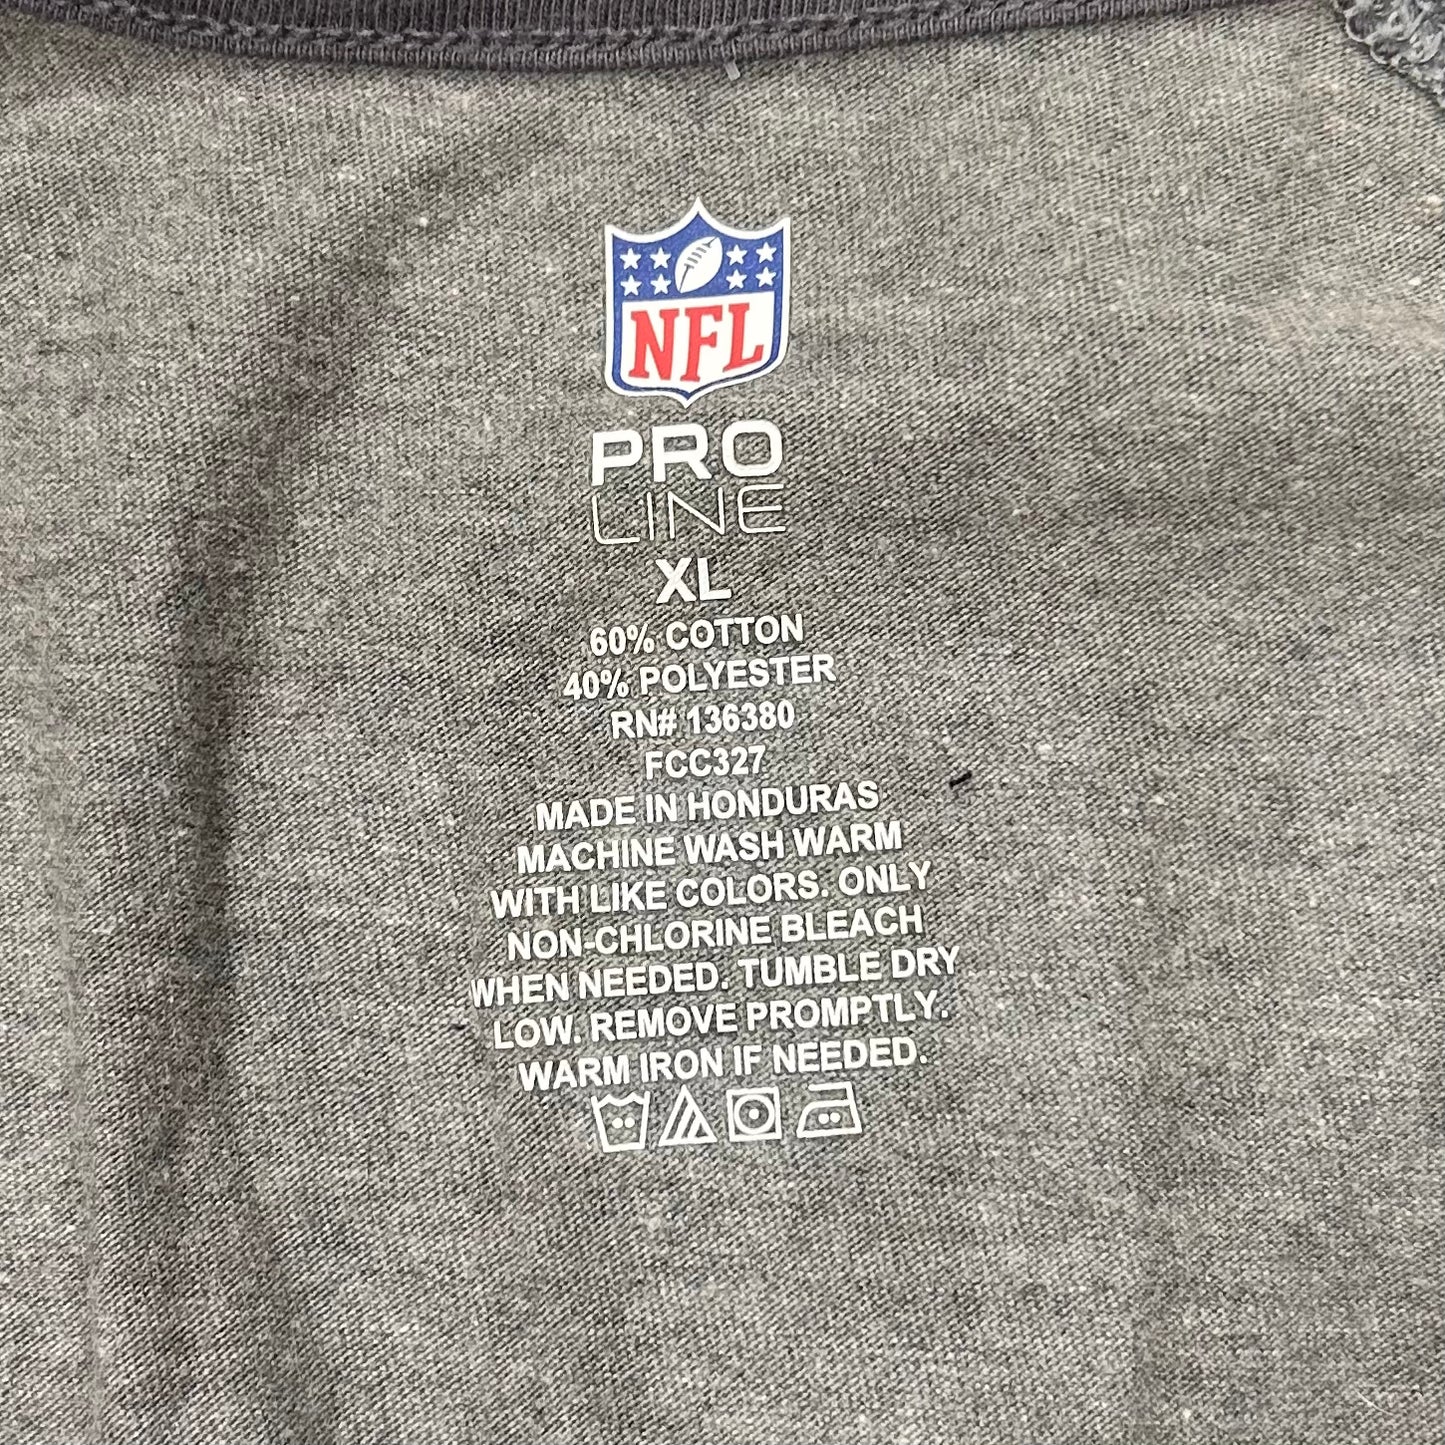 NFL
PRO
LINE
XL
60% COTTON
40% POLYESTER
RN# 136380
FCC327
MADE IN HONDURAS
MACHINE WASH WARM
WITH LIKE COLORS. ONLY
NON-CHLORINE BLEACH
WHEN NEEDED. TUMBLE DRY
LOW. REMOVE PROMPTLY.
WARM IRON IF NEEDED.